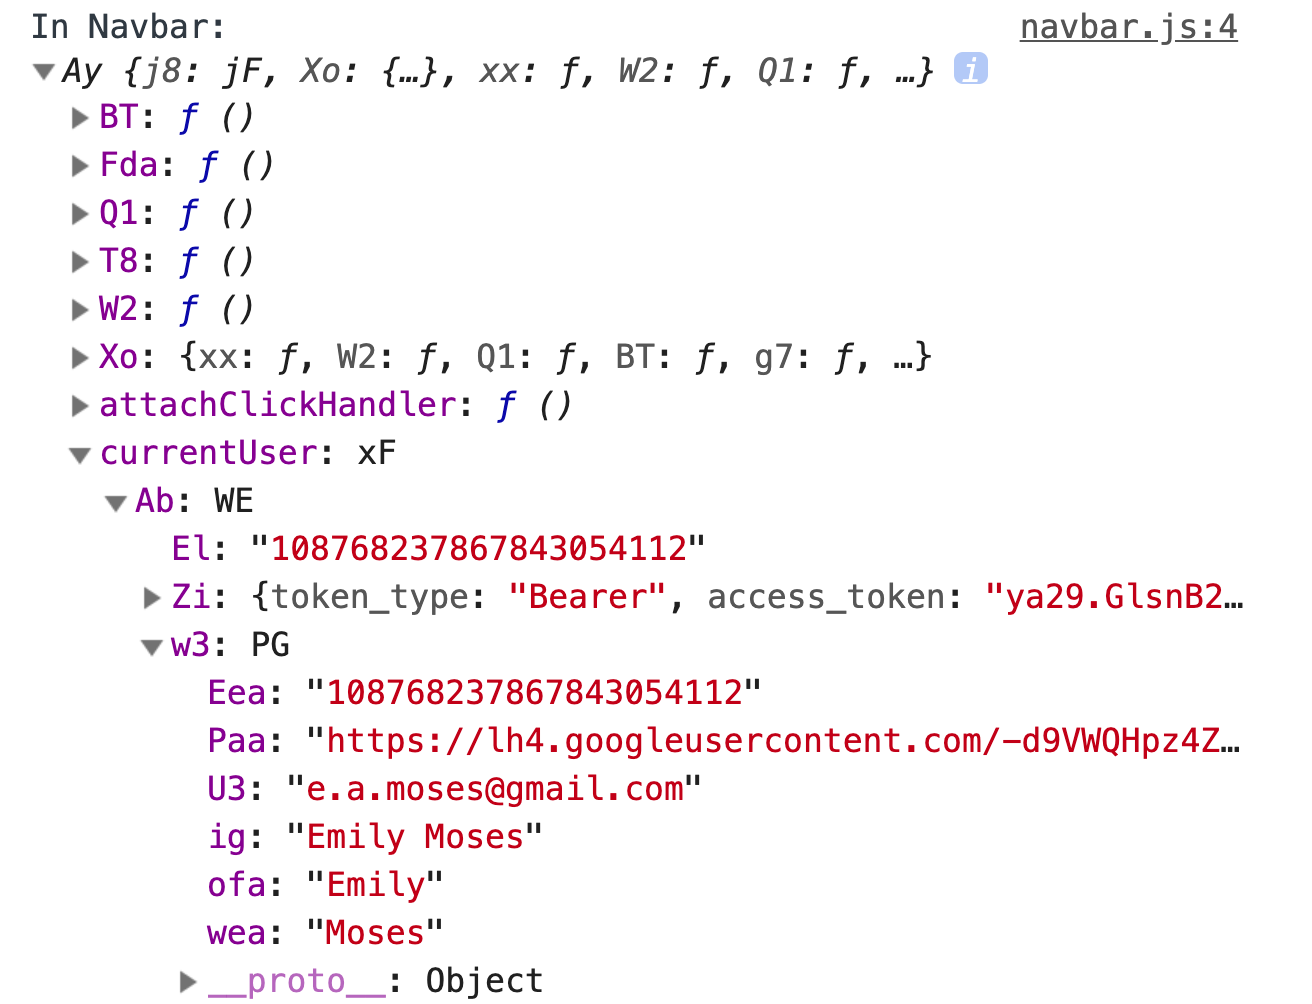 In Navbar: navbar.js:4
▼Ay {j8: jF, Xo: {…}, xx: ƒ, W2: ƒ, Q1: ƒ, …} i
▶BT: ƒ ()
▶Fda: ƒ ()
▶Q1: ƒ ()
▶T8: ƒ ()
▶W2: ƒ ()
▶Xo: {xx: ƒ, W2: ƒ, Q1: ƒ, BT: ƒ, g7: ƒ, …}
▶attachClickHandler: ƒ ()
▼currentUser: xF
▼Ab: WE
El: "108768237867843054112"
▶Zi: {token_type: "Bearer", access_token: "ya29.GlsnB2…
▼w3: PG
Eea: "108768237867843054112"
Paa: "https://lh4.googleusercontent.com/-d9VWQHpz4Z…
U3: "e.a.moses@gmail.com"
ig: "Emily Moses"
ofa: "Emily"
wea: "Moses"
▶__proto__: Object